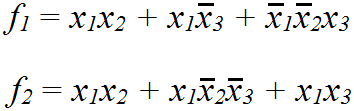 f₁ = x₁x₂ + x₁x̅₃ + x̅₁x̅₂x₃
f₂ = x₁x₂ + x₁x̅₂x̅₃ + x₁x₃